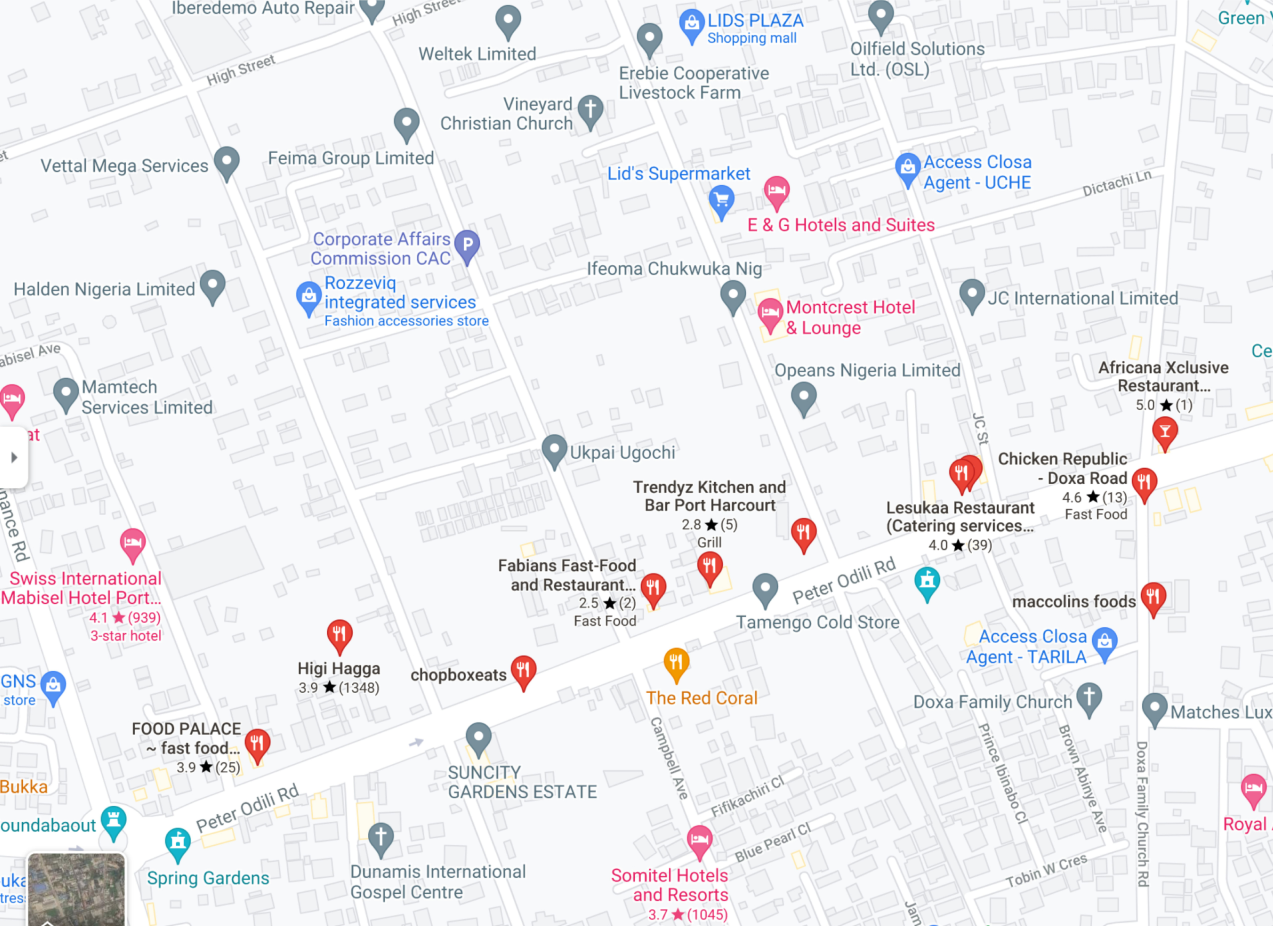 Iberedemo Auto Repair
High Street
Weltek Limited
LIDS PLAZA
Shopping mall
Green
Oilfield Solutions
Ltd. (OSL)
High Street
Erebie Cooperative
Livestock Farm
Vineyard
Christian Church
Vettal Mega Services
Feima Group Limited
Lid's Supermarket
Access Closa
Agent - UCHE
Dictachi Ln
E & G Hotels and Suites
Corporate Affairs
Commission CAC
P
Ifeoma Chukwuka Nig
Halden Nigeria Limited
Rozzeviq
integrated services
Fashion accessories store
JC International Limited
Montcrest Hotel
& Lounge
abisel Ave
Ce
Mamtech
Services Limited
Opeans Nigeria Limited
Africana Xclusive
Restaurant...
5.0 ★ (1)
at
JC St
Ukpai Ugochi
Chicken Republic
- Doxa Road
4.6 ★ (13)
Fast Food
Trendyz Kitchen and
Bar Port Harcourt
2.8 ★ (5)
Grill
Lesukaa Restaurant
(Catering services...
4.0 ★ (39)
nance Rd
Fabians Fast-Food
and Restaurant...
2.5 ★ (2)
Fast Food
Peter Odili Rd
Swiss International
Mabisel Hotel Port...
4.1 ★ (939)
3-star hotel
maccolins foods
Tamengo Cold Store
Access Closa
Agent - TARILA
Higi Hagga
3.9 ★ (1348)
chopboxeats
GNS
store
The Red Coral
Doxa Family Church
Matches Lux
FOOD PALACE
~ fast food...
3.9 ★ (25)
Campbell Ave
Prince Ibinabo Cl
Brown Abinye Ave
Doxa Family Church Rd
SUNCITY
GARDENS ESTATE
Bukka
Peter Odili Rd
Fifikachiri Cl
oundabaout
Royal
Blue Pearl Cl
Spring Gardens
Dunamis International
Gospel Centre
Somitel Hotels
and Resorts
3.7 ★ (1045)
Tobin W Cres
uka
tres
Jam